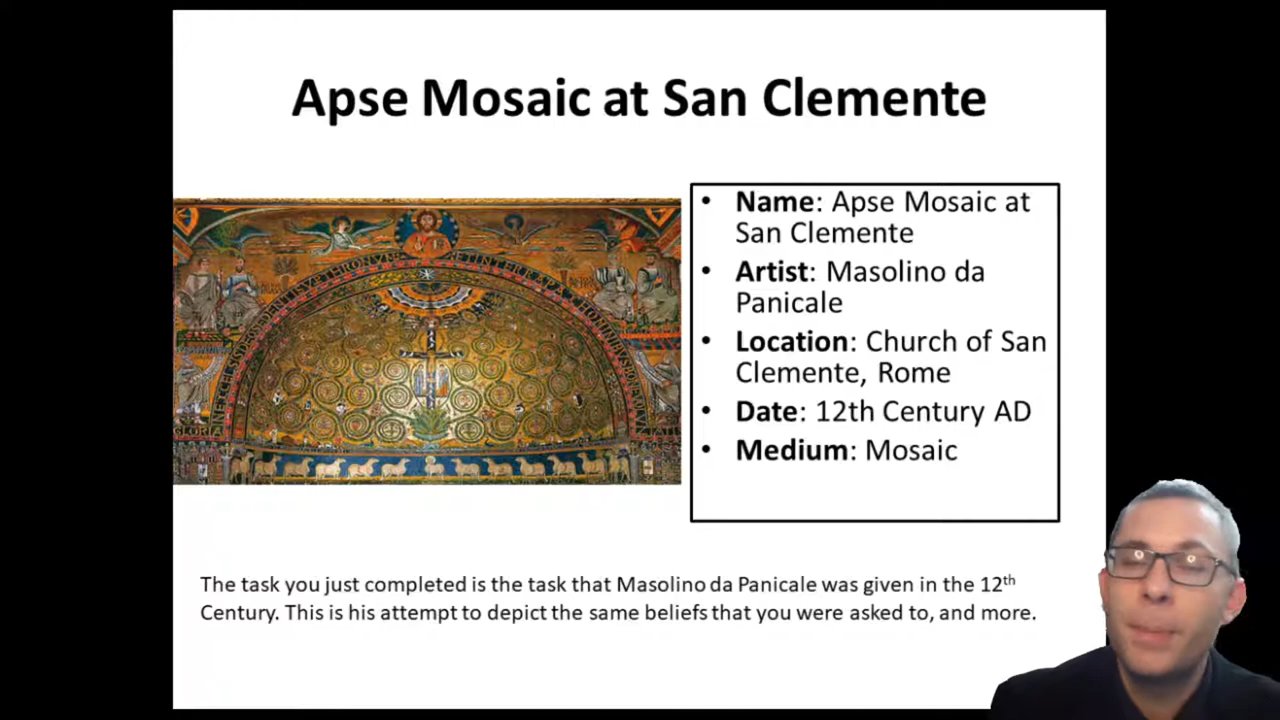 Apse Mosaic at San Clemente
• Name: Apse Mosaic at
San Clemente
• Artist: Masolino da
Panicale
• Location: Church of San
Clemente, Rome
• Date: 12th Century AD
• Medium: Mosaic
The task you just completed is the task that Masolino da Panicale was given in the 12th
Century. This is his attempt to depict the same beliefs that you were asked to, and more.